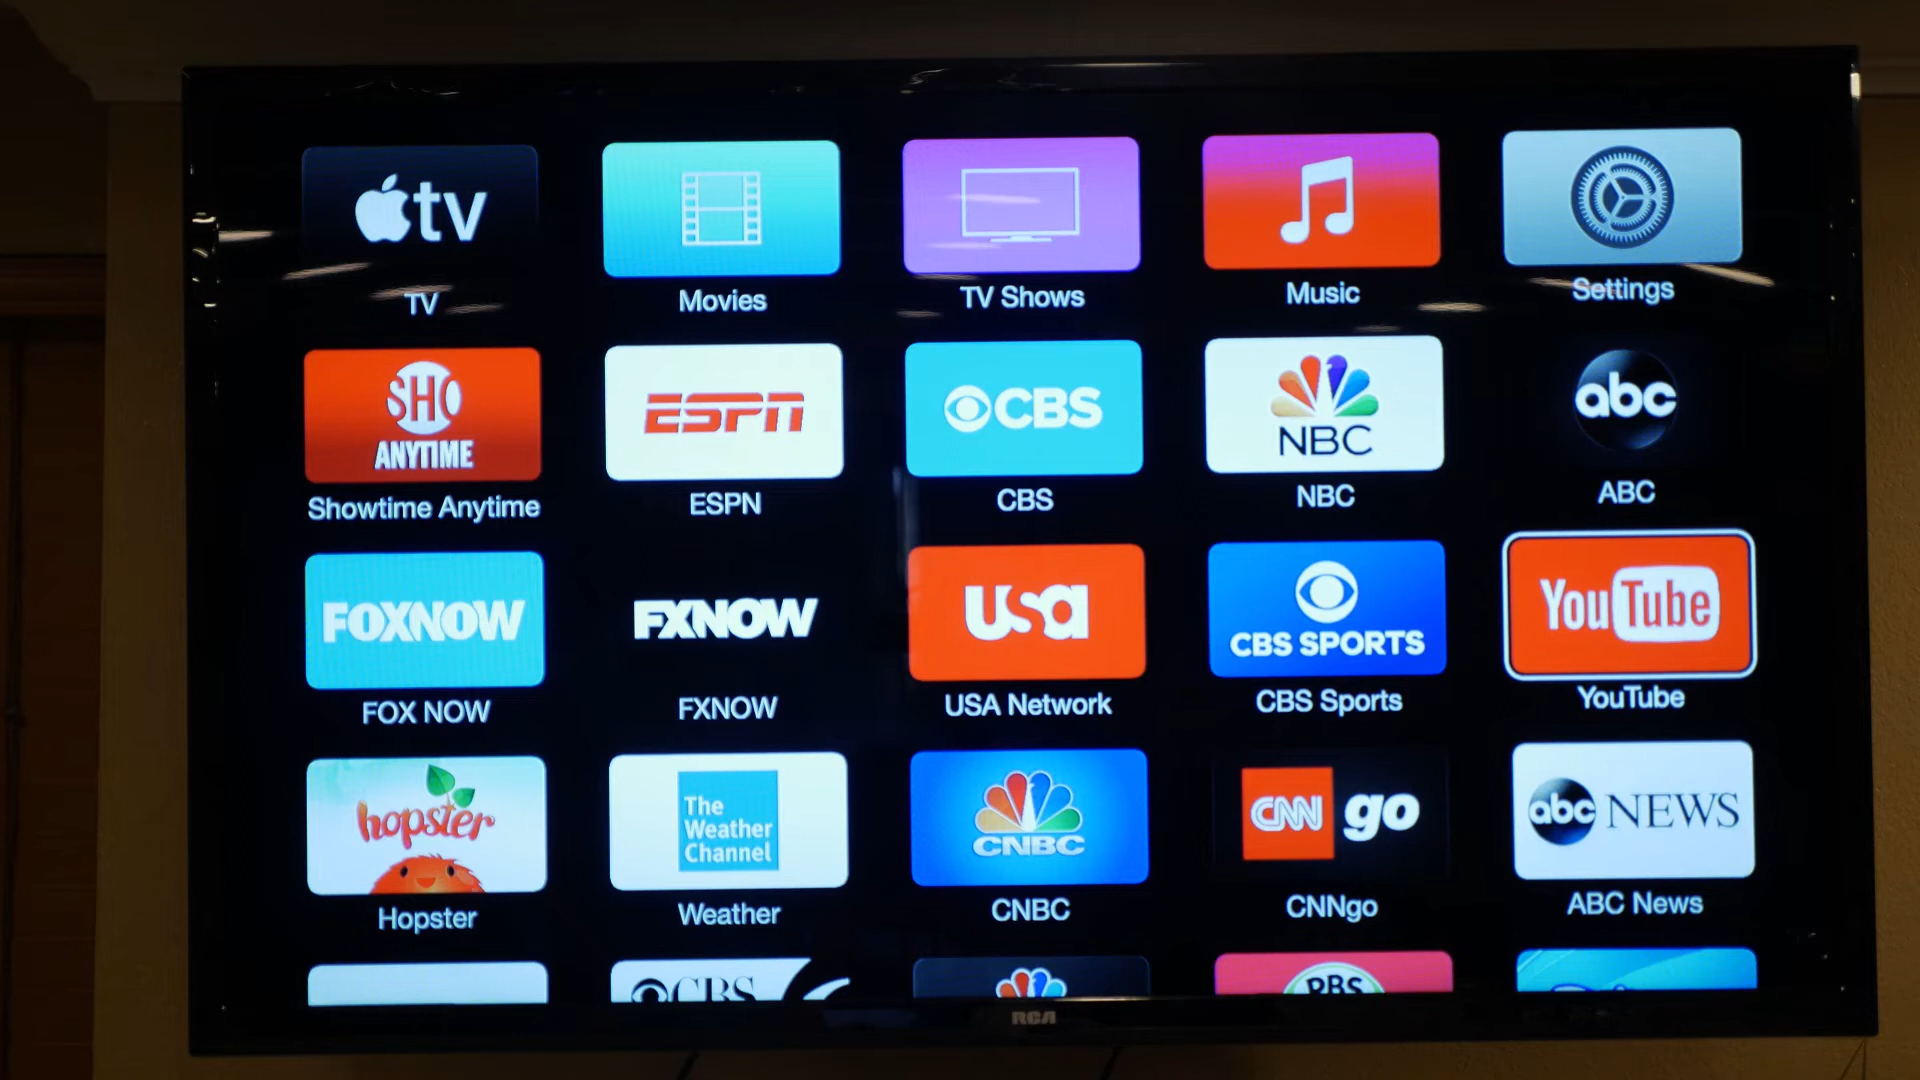 tv
TV
Movies
TV Shows
Music
Settings
SHO
ANYTIME
Showtime Anytime
ESPN
ESPN
CBS
CBS
NBC
NBC
abc
ABC
FOXNOW
FOX NOW
FXNOW
FXNOW
usa
USA Network
CBS SPORTS
CBS Sports
YouTube
YouTube
hopster
Hopster
The
Weather
Channel
Weather
CNBC
CNBC
CNN go
CNNgo
abc NEWS
ABC News
CBS
PBS
RCA